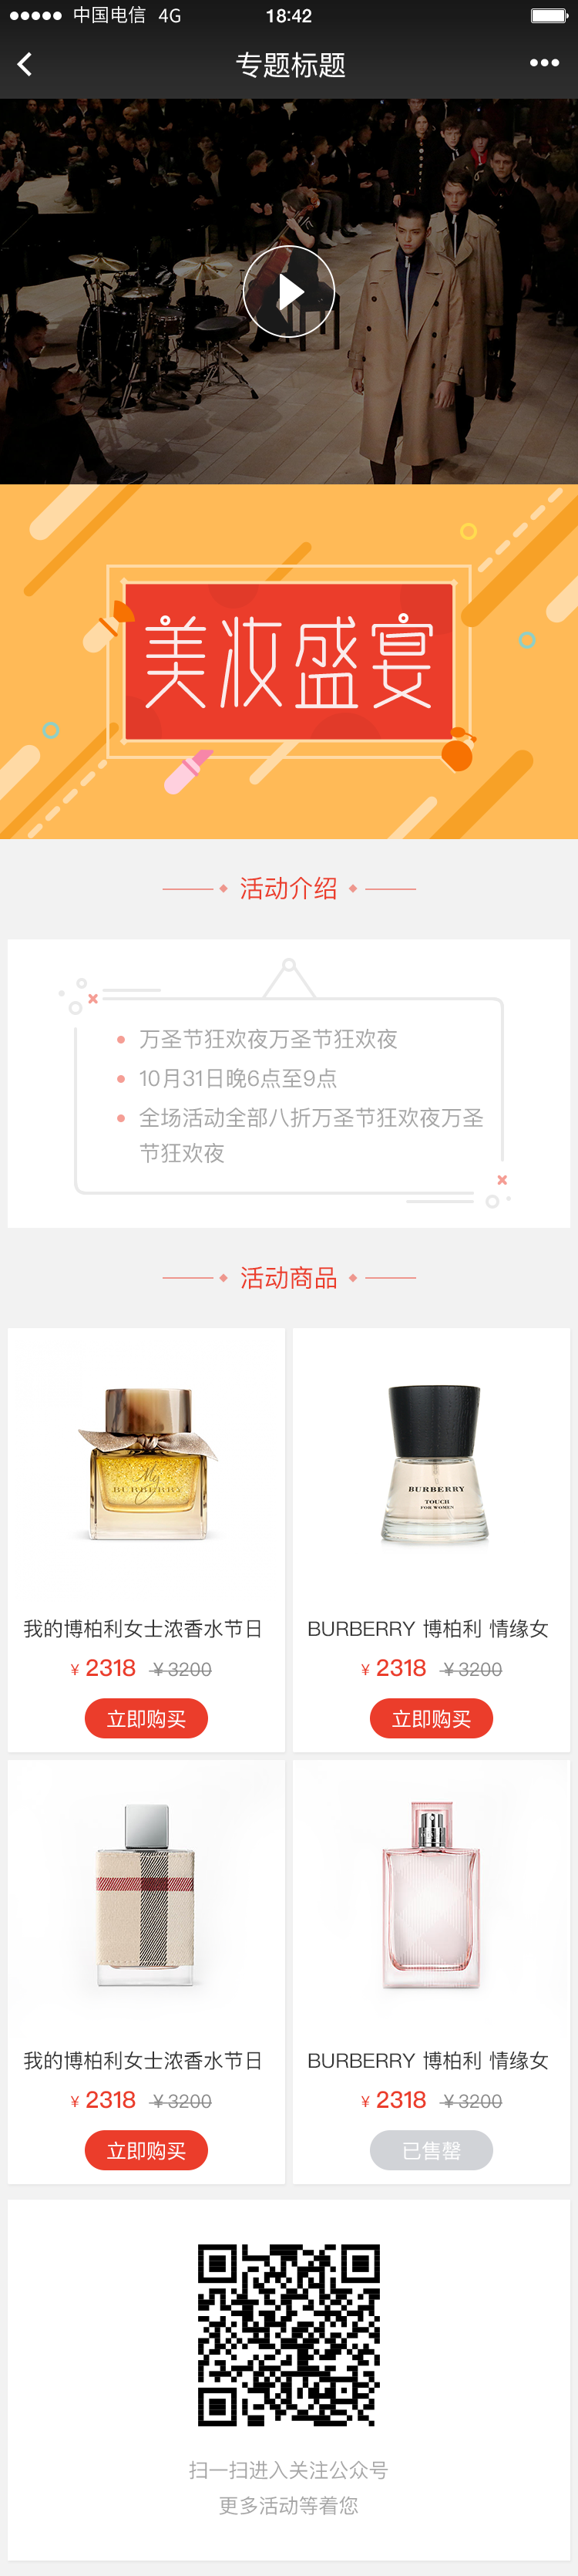 中国电信 4G 18:42
专题标题
美妆盛宴
活动介绍
万圣节狂欢夜万圣节狂欢夜
10月31日晚6点至9点
全场活动全部八折万圣节狂欢夜万圣
节狂欢夜
活动商品
My
BURBERRY
BURBERRY
TOUCH
FOR WOMEN
我的博柏利女士浓香水节日
BURBERRY 博柏利 情缘女
¥ 2318 ¥3200
¥ 2318 ¥3200
立即购买
立即购买
我的博柏利女士浓香水节日
BURBERRY 博柏利 情缘女
¥ 2318 ¥3200
¥ 2318 ¥3200
立即购买
已售罄
扫一扫进入关注公众号
更多活动等着您